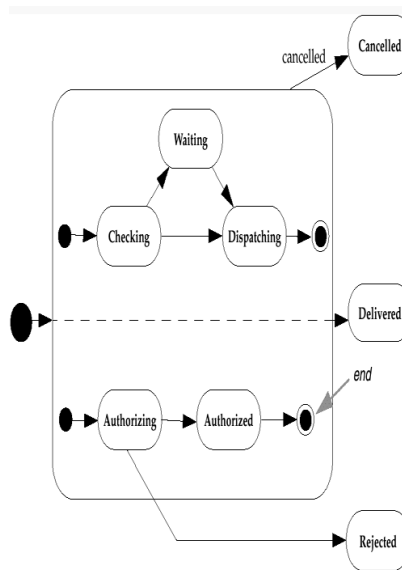 Cancelled
cancelled
Waiting
Checking
Dispatching
Delivered
end
Authorizing
Authorized
Rejected